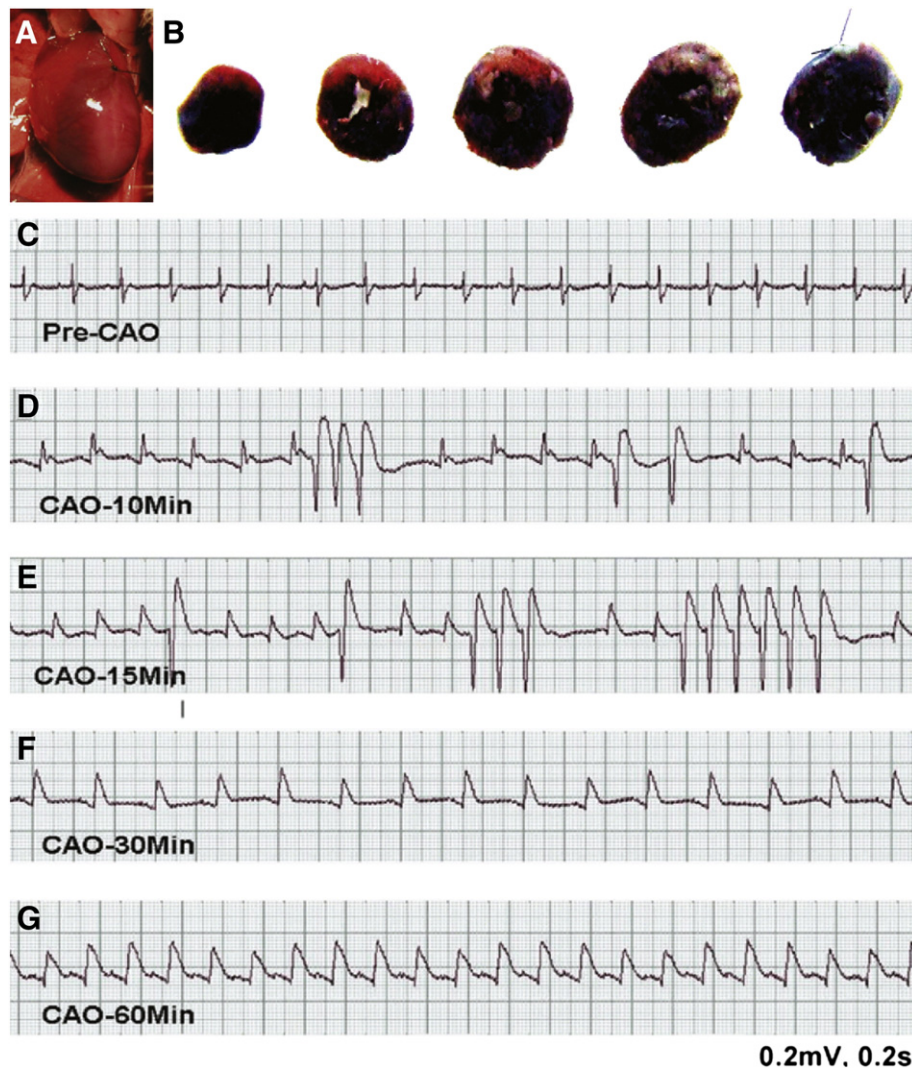 A
B
C
Pre-CAO
D
CAO-10Min
E
CAO-15Min
F
CAO-30Min
G
CAO-60Min
0.2mV, 0.2s